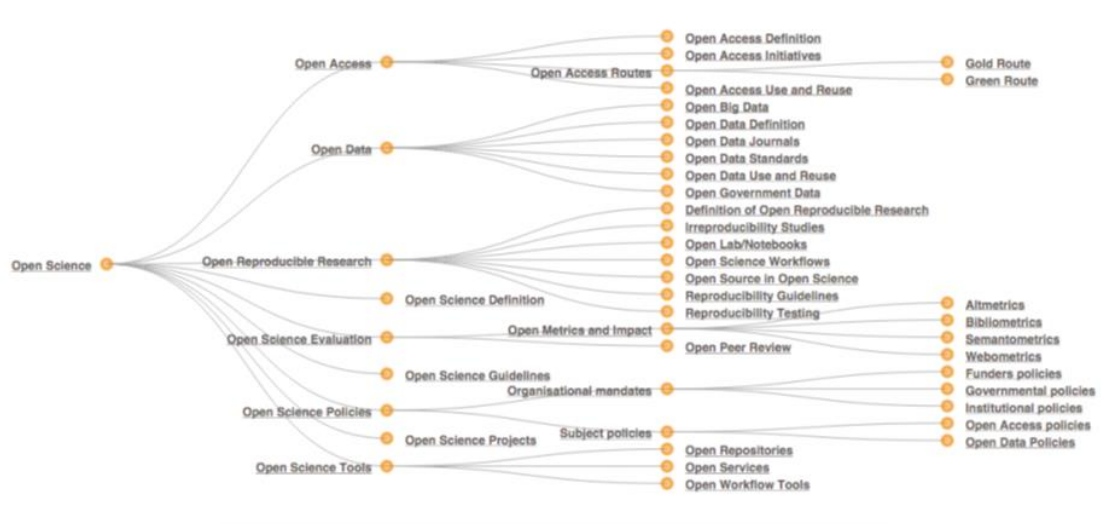 Open Science
Open Access
Open Access Definition
Open Access Initiatives
Open Access Routes
Gold Route
Green Route
Open Access Use and Reuse
Open Data
Open Big Data
Open Data Definition
Open Data Journals
Open Data Standards
Open Data Use and Reuse
Open Government Data
Open Reproducible Research
Definition of Open Reproducible Research
Irreproducibility Studies
Open Lab/Notebooks
Open Science Workflows
Open Source in Open Science
Reproducibility Guidelines
Reproducibility Testing
Open Science Definition
Open Science Evaluation
Open Metrics and Impact
Altmetrics
Bibliometrics
Semantometrics
Webometrics
Open Peer Review
Open Science Guidelines
Open Science Policies
Organisational mandates
Funders policies
Governmental policies
Institutional policies
Subject policies
Open Access policies
Open Data Policies
Open Science Projects
Open Science Tools
Open Repositories
Open Services
Open Workflow Tools